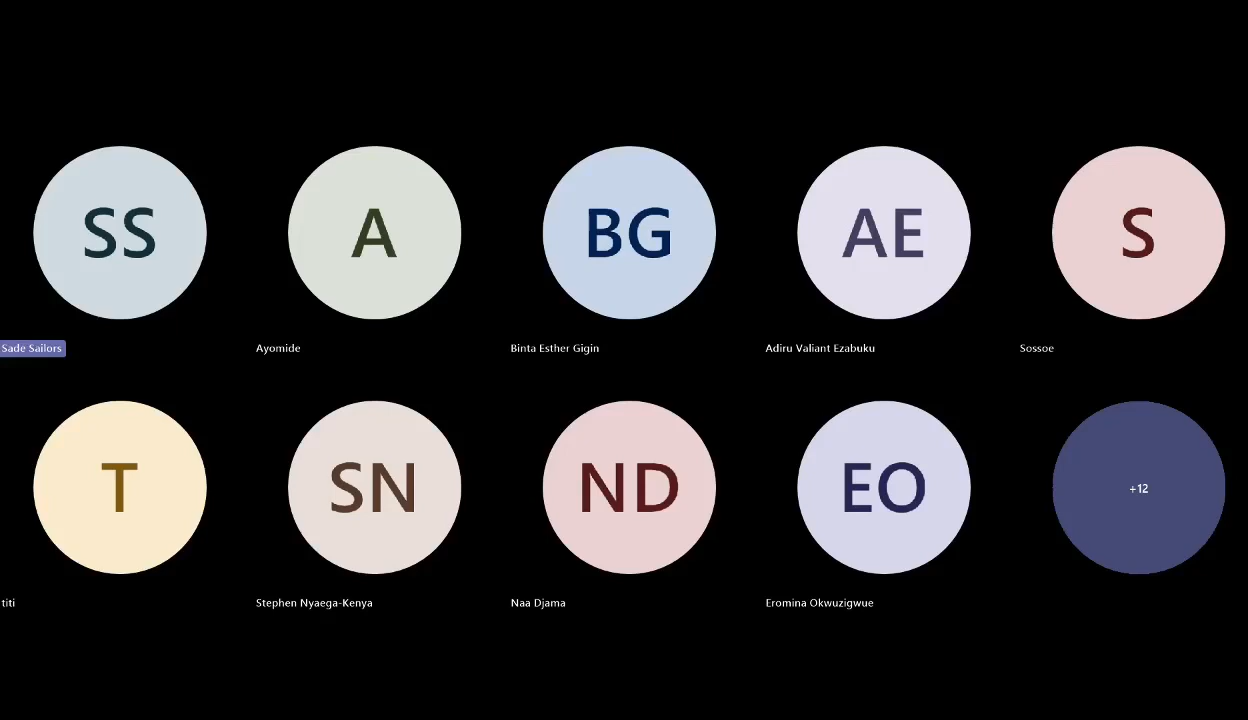 SS
A
BG
AE
S
Sade Sailors
Ayomide
Binta Esther Gigin
Adiru Valiant Ezabuku
Sossoe
T
SN
ND
EO
+12
titi
Stephen Nyaega-Kenya
Naa Djama
Eromina Okwuzigwue